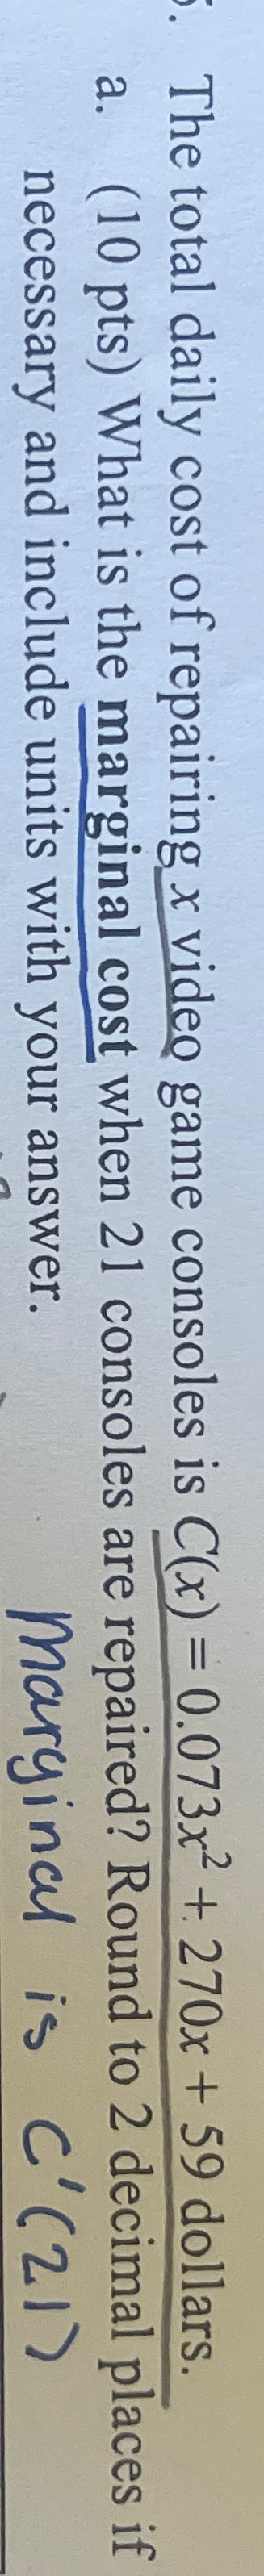 . The total daily cost of repairing x video game consoles is C(x) = 0.073x² + 270x + 59 dollars.
a. (10 pts) What is the marginal cost when 21 consoles are repaired? Round to 2 decimal places if
necessary and include units with your answer.
Marginal is C'(21)